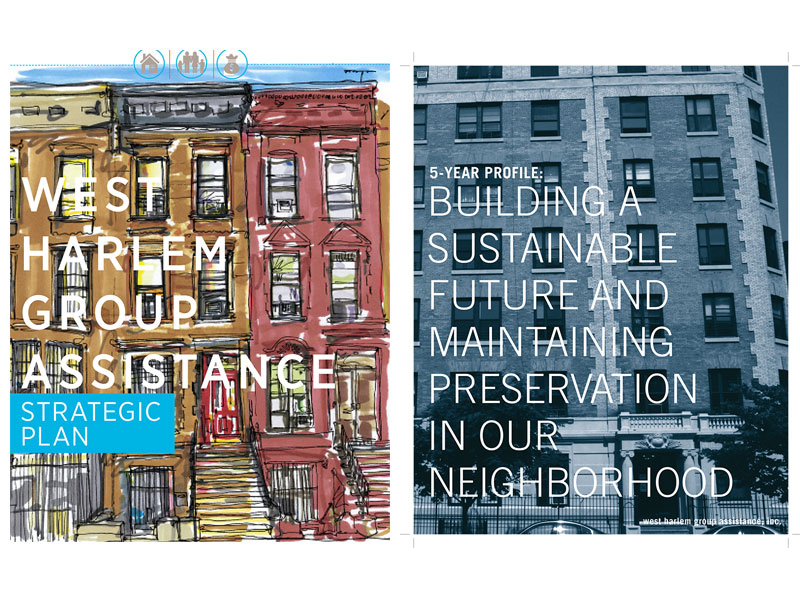 WEST
HARLEM
GROUP
ASSISTANCE
STRATEGIC
PLAN
5-YEAR PROFILE:
BUILDING A
SUSTAINABLE
FUTURE AND
MAINTAINING
PRESERVATION
IN OUR
NEIGHBORHOOD
west harlem group assistance, inc.